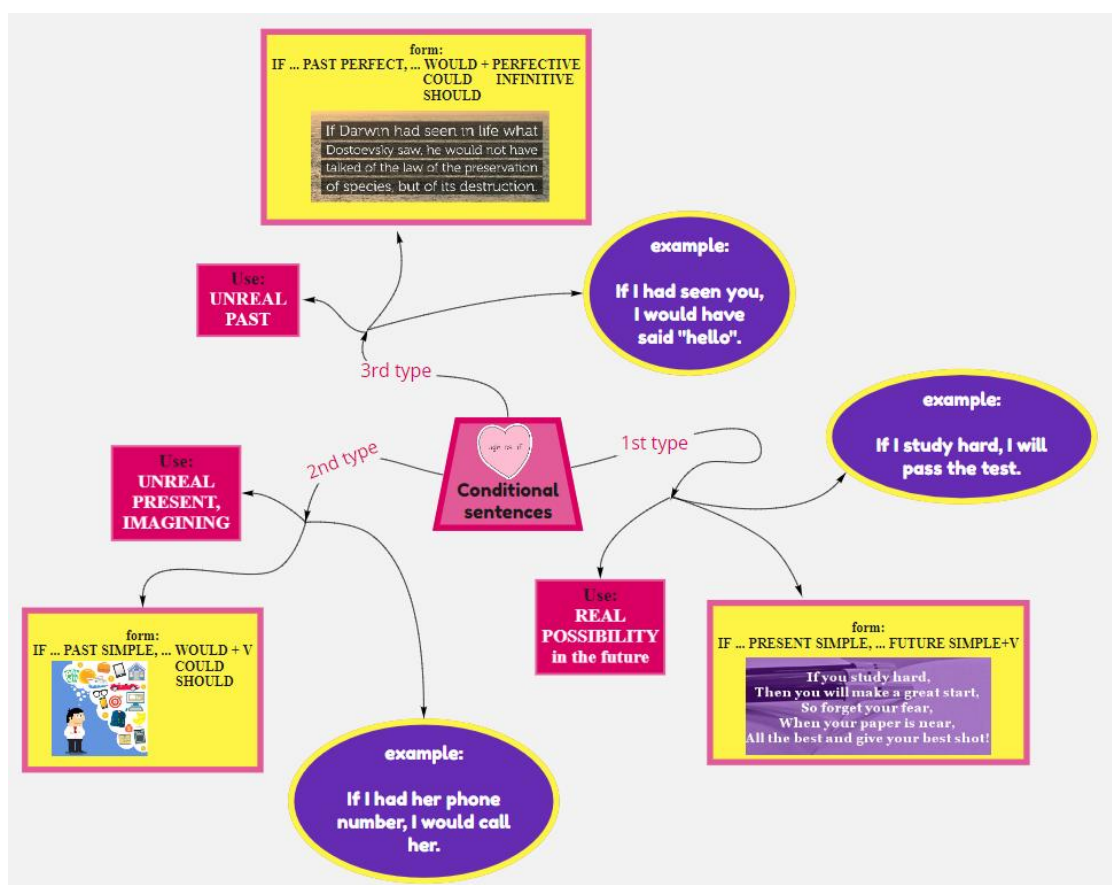 form:
IF ... PAST PERFECT, ... WOULD + PERFECTIVE
COULD INFINITIVE
SHOULD
If Darwin had seen in life what
Dostoevsky saw, he would not have
talked of the law of the preservation
of species, but of its destruction.
example:
If I had seen you,
I would have
said "hello".
Use:
UNREAL
PAST
3rd type
example:
If I study hard, I will
pass the test.
1st type
2nd type
Conditional
sentences
Use:
UNREAL
PRESENT,
IMAGINING
Use:
REAL
POSSIBILITY
in the future
form:
IF ... PRESENT SIMPLE, ... FUTURE SIMPLE+V
If you study hard,
Then you will make a great start,
So forget your fear,
When your paper is near,
All the best and give your best shot!
form:
IF ... PAST SIMPLE, ... WOULD + V
COULD
SHOULD
example:
If I had her phone
number, I would call
her.